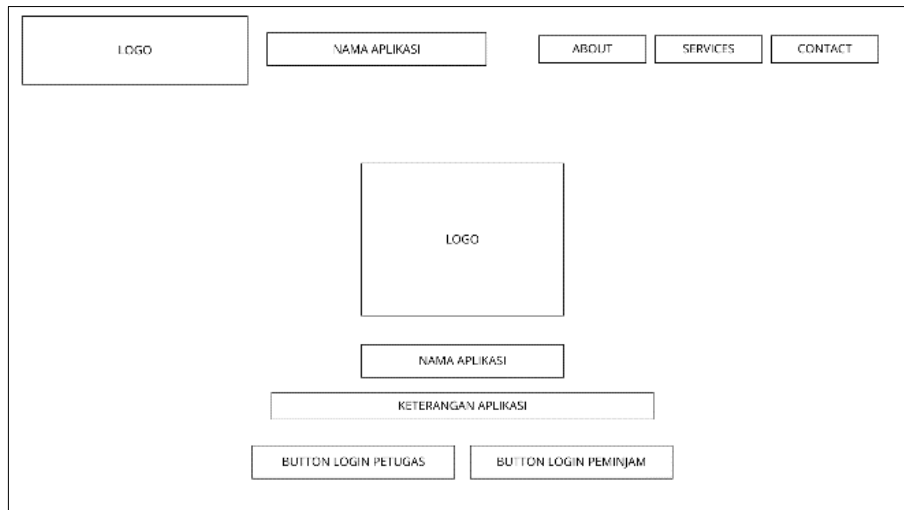 LOGO
NAMA APLIKASI
ABOUT
SERVICES
CONTACT
LOGO
NAMA APLIKASI
KETERANGAN APLIKASI
BUTTON LOGIN PETUGAS
BUTTON LOGIN PEMINJAM